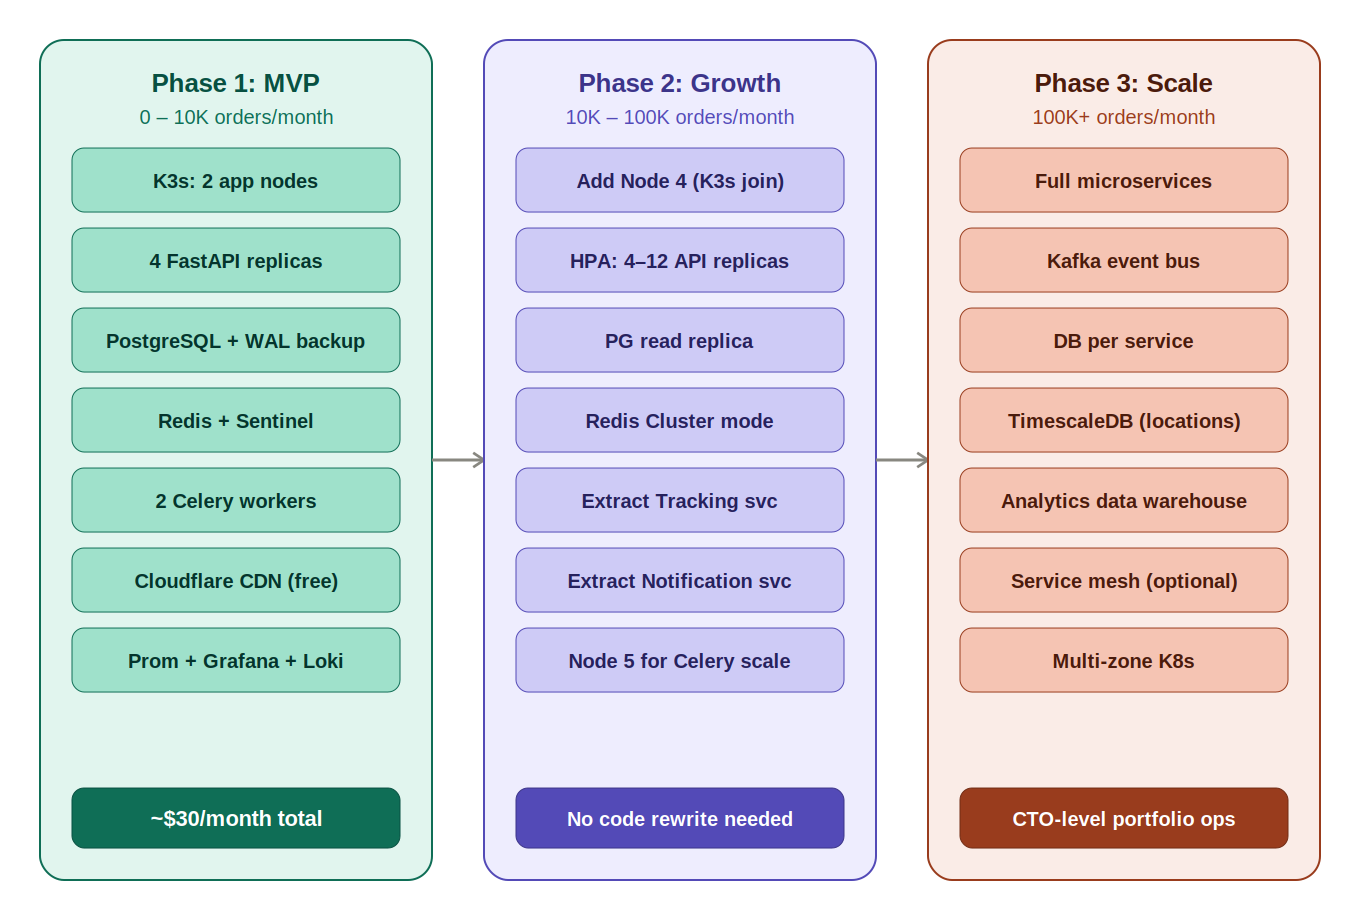 Phase 1: MVP
0 – 10K orders/month
K3s: 2 app nodes
4 FastAPI replicas
PostgreSQL + WAL backup
Redis + Sentinel
2 Celery workers
Cloudflare CDN (free)
Prom + Grafana + Loki
~$30/month total
Phase 2: Growth
10K – 100K orders/month
Add Node 4 (K3s join)
HPA: 4–12 API replicas
PG read replica
Redis Cluster mode
Extract Tracking svc
Extract Notification svc
Node 5 for Celery scale
No code rewrite needed
Phase 3: Scale
100K+ orders/month
Full microservices
Kafka event bus
DB per service
TimescaleDB (locations)
Analytics data warehouse
Service mesh (optional)
Multi-zone K8s
CTO-level portfolio ops